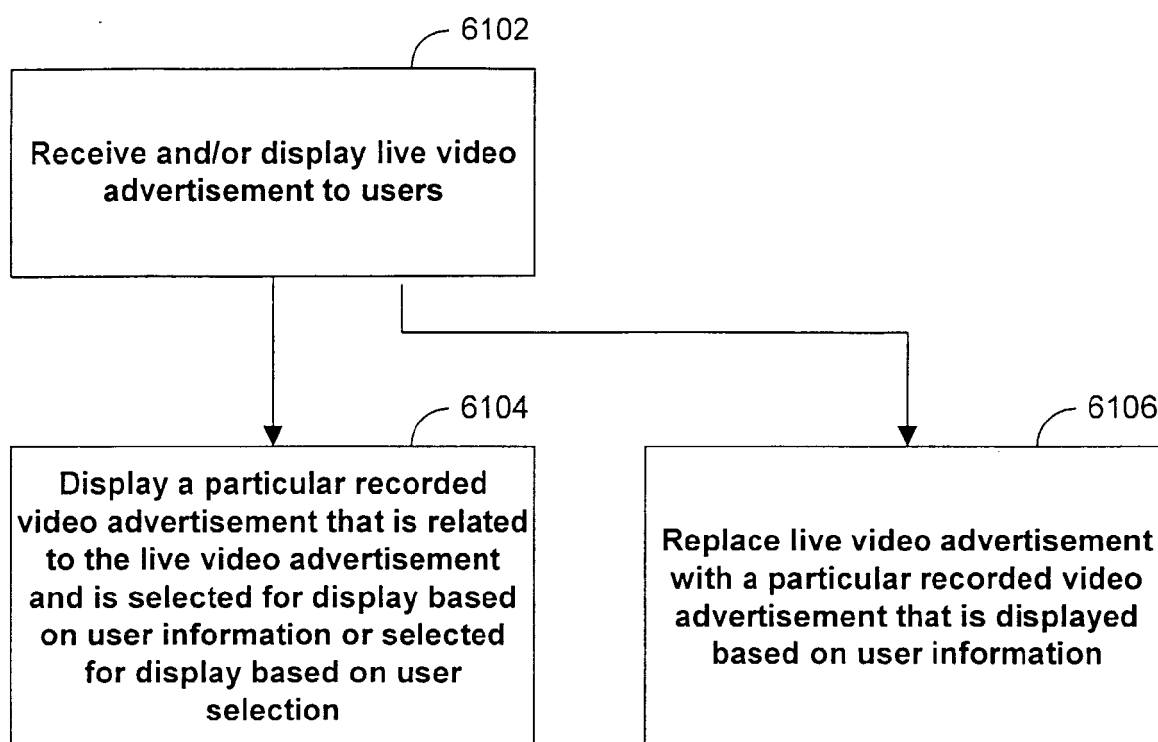 6102
Receive and/or display live video
advertisement to users
6104
Display a particular recorded
video advertisement that is related
to the live video advertisement
and is selected for display based
on user information or selected
for display based on user
selection
6106
Replace live video advertisement
with a particular recorded video
advertisement that is displayed
based on user information